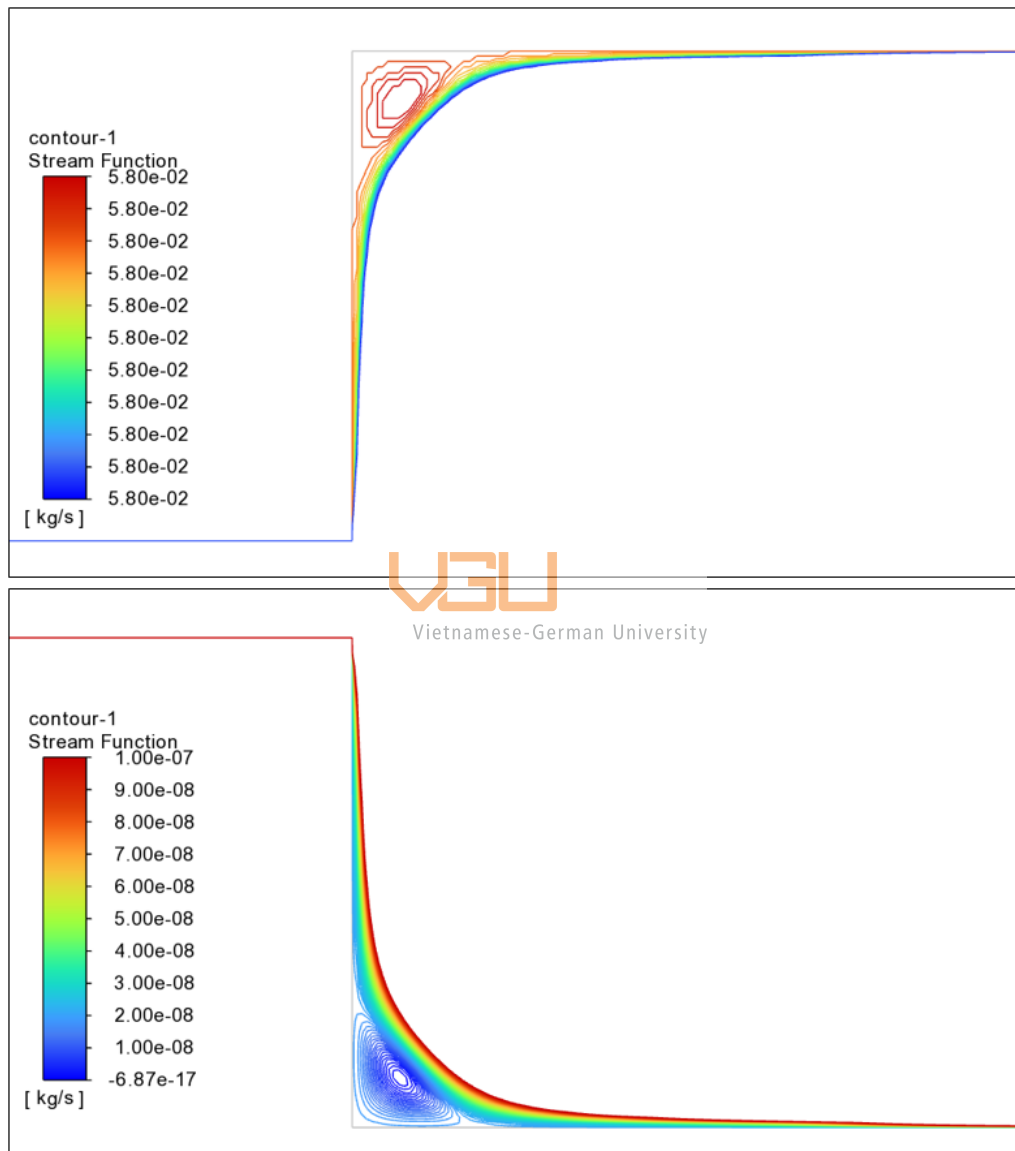 contour-1
Stream Function
5.80e-02
5.80e-02
5.80e-02
5.80e-02
5.80e-02
5.80e-02
5.80e-02
5.80e-02
5.80e-02
5.80e-02
5.80e-02
[ kg/s ]
VGU
Vietnamese-German University
contour-1
Stream Function
1.00e-07
9.00e-08
8.00e-08
7.00e-08
6.00e-08
5.00e-08
4.00e-08
3.00e-08
2.00e-08
1.00e-08
-6.87e-17
[ kg/s ]